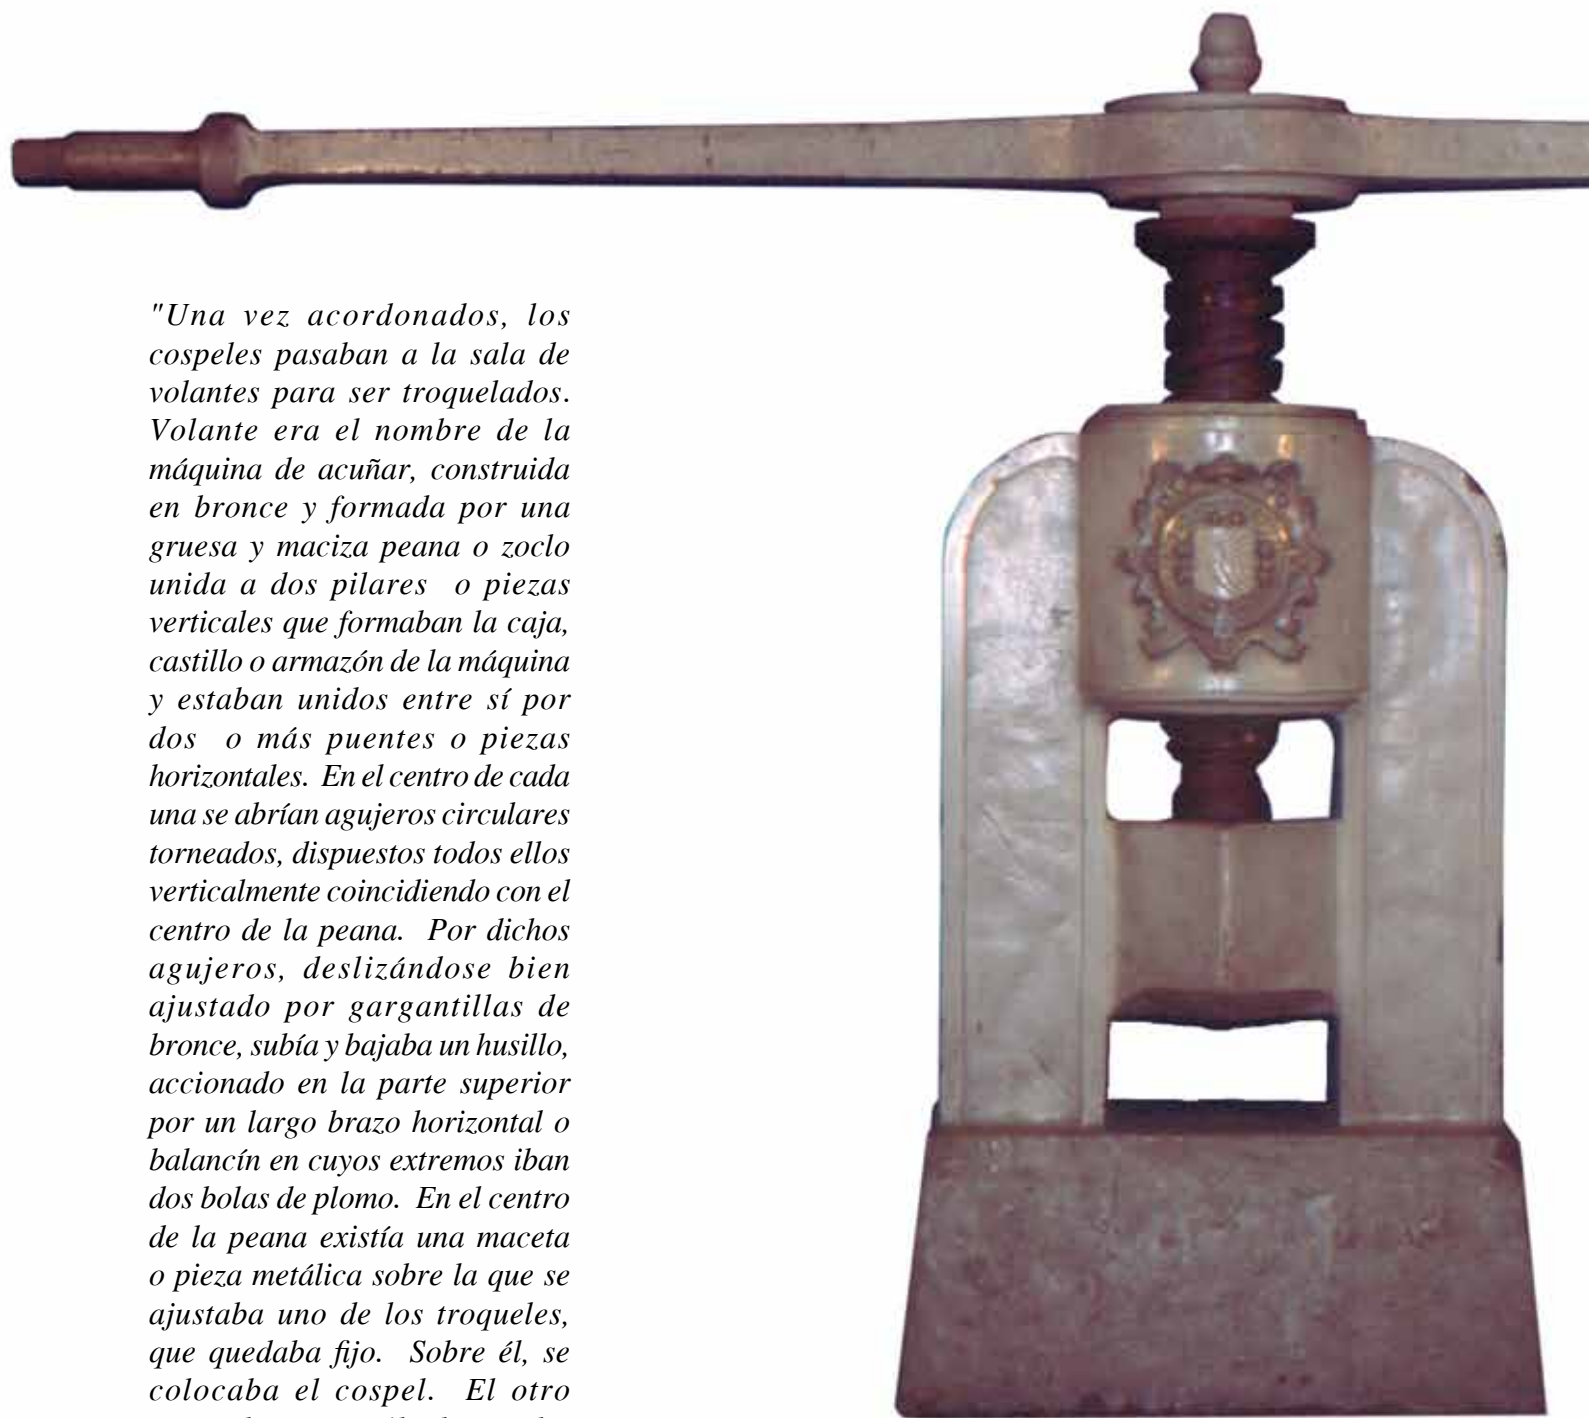 "Una vez acordonados, los
cospeles pasaban a la sala de
volantes para ser troquelados.
Volante era el nombre de la
máquina de acuñar, construida
en bronce y formada por una
gruesa y maciza peana o zoclo
unida a dos pilares o piezas
verticales que formaban la caja,
castillo o armazón de la máquina
y estaban unidos entre sí por
dos o más puentes o piezas
horizontales. En el centro de cada
una se abrían agujeros circulares
torneados, dispuestos todos ellos
verticalmente coincidiendo con el
centro de la peana. Por dichos
agujeros, deslizándose bien
ajustado por gargantillas de
bronce, subía y bajaba un husillo,
accionado en la parte superior
por un largo brazo horizontal o
balancín en cuyos extremos iban
dos bolas de plomo. En el centro
de la peana existía una maceta
o pieza metálica sobre la que se
ajustaba uno de los troqueles,
que quedaba fijo. Sobre él, se
colocaba el cospel. El otro